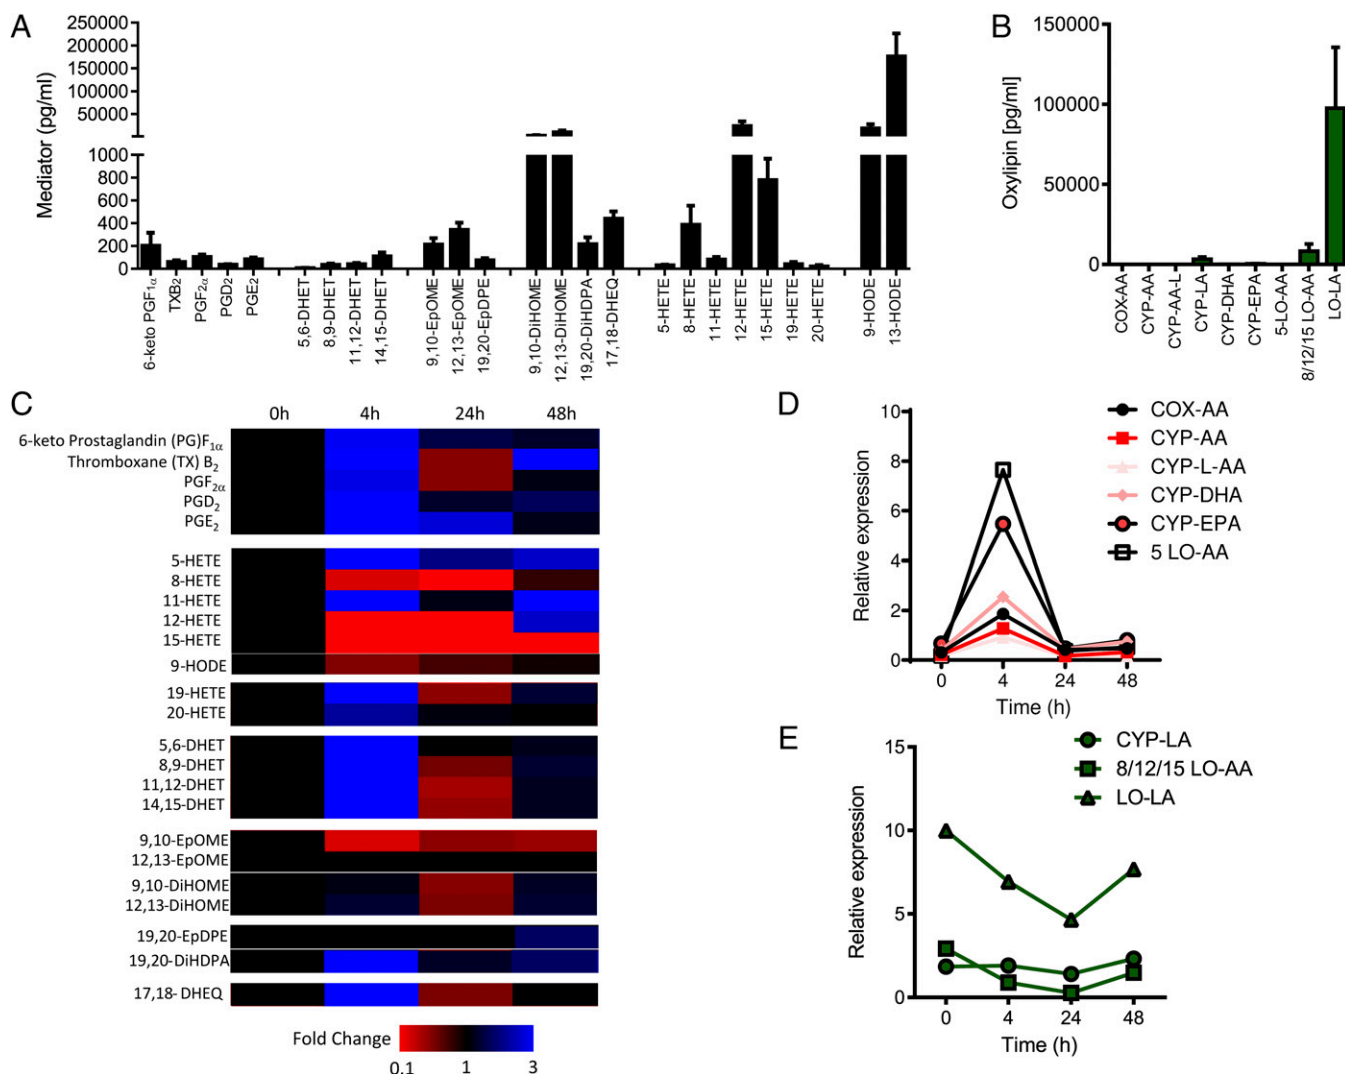 A
Mediator (pg/ml)
250000
200000
150000
100000
50000
1000
800
600
400
200
0
6-keto PGF1α
TXB2
PGF2α
PGD2
PGE2
5,6-DHET
8,9-DHET
11,12-DHET
14,15-DHET
9,10-EpOME
12,13-EpOME
19,20-EpDPE
9,10-DiHOME
12,13-DiHOME
19,20-DiHDPA
17,18-DHEQ
5-HETE
8-HETE
11-HETE
12-HETE
15-HETE
19-HETE
20-HETE
9-HODE
13-HODE
B
Oxylipin [pg/ml]
150000
100000
50000
0
COX-AA
CYP-AA
CYP-AA-L
CYP-LA
CYP-DHA
CYP-EPA
5-LO-AA
8/12/15 LO-AA
LO-LA
C
0h 4h 24h 48h
6-keto Prostaglandin (PG)F1α
Thromboxane (TX) B2
PGF2α
PGD2
PGE2
5-HETE
8-HETE
11-HETE
12-HETE
15-HETE
9-HODE
19-HETE
20-HETE
5,6-DHET
8,9-DHET
11,12-DHET
14,15-DHET
9,10-EpOME
12,13-EpOME
9,10-DiHOME
12,13-DiHOME
19,20-EpDPE
19,20-DiHDPA
17,18- DHEQ
Fold Change
0.1 1 3
D
Relative expression
10
8
6
4
2
0
0 4 24 48
Time (h)
COX-AA
CYP-AA
CYP-L-AA
CYP-DHA
CYP-EPA
5 LO-AA
E
Relative expression
15
10
5
0
0 4 24 48
Time (h)
CYP-LA
8/12/15 LO-AA
LO-LA